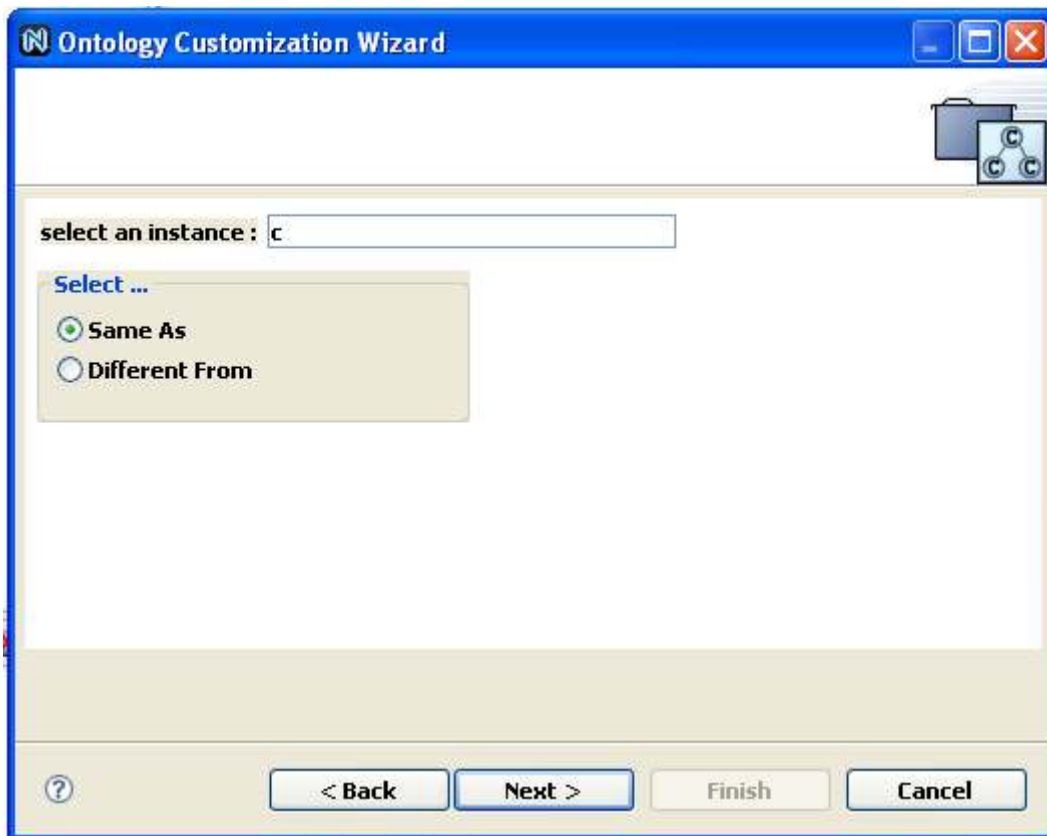 Ontology Customization Wizard
C
C C
select an instance : c
Select ...
Same As
Different From
? < Back Next > Finish Cancel